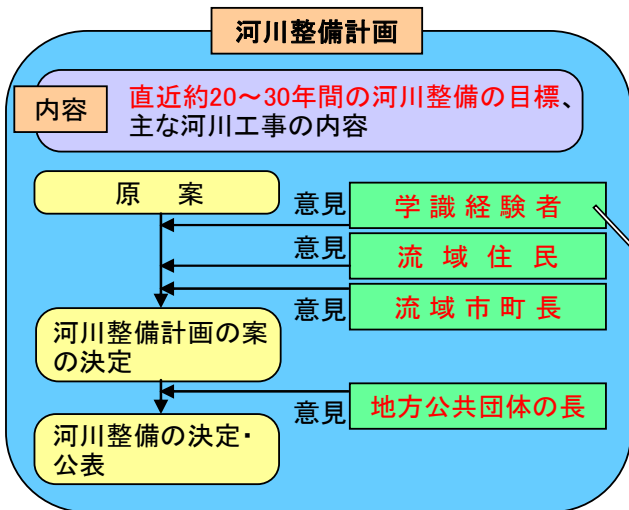 河川整備計画
内容
直近約20～30年間の河川整備の目標、
主な河川工事の内容
原　案
意見
学識経験者
意見
流域住民
意見
流域市町長
河川整備計画の案
の決定
意見
地方公共団体の長
河川整備の決定・
公表